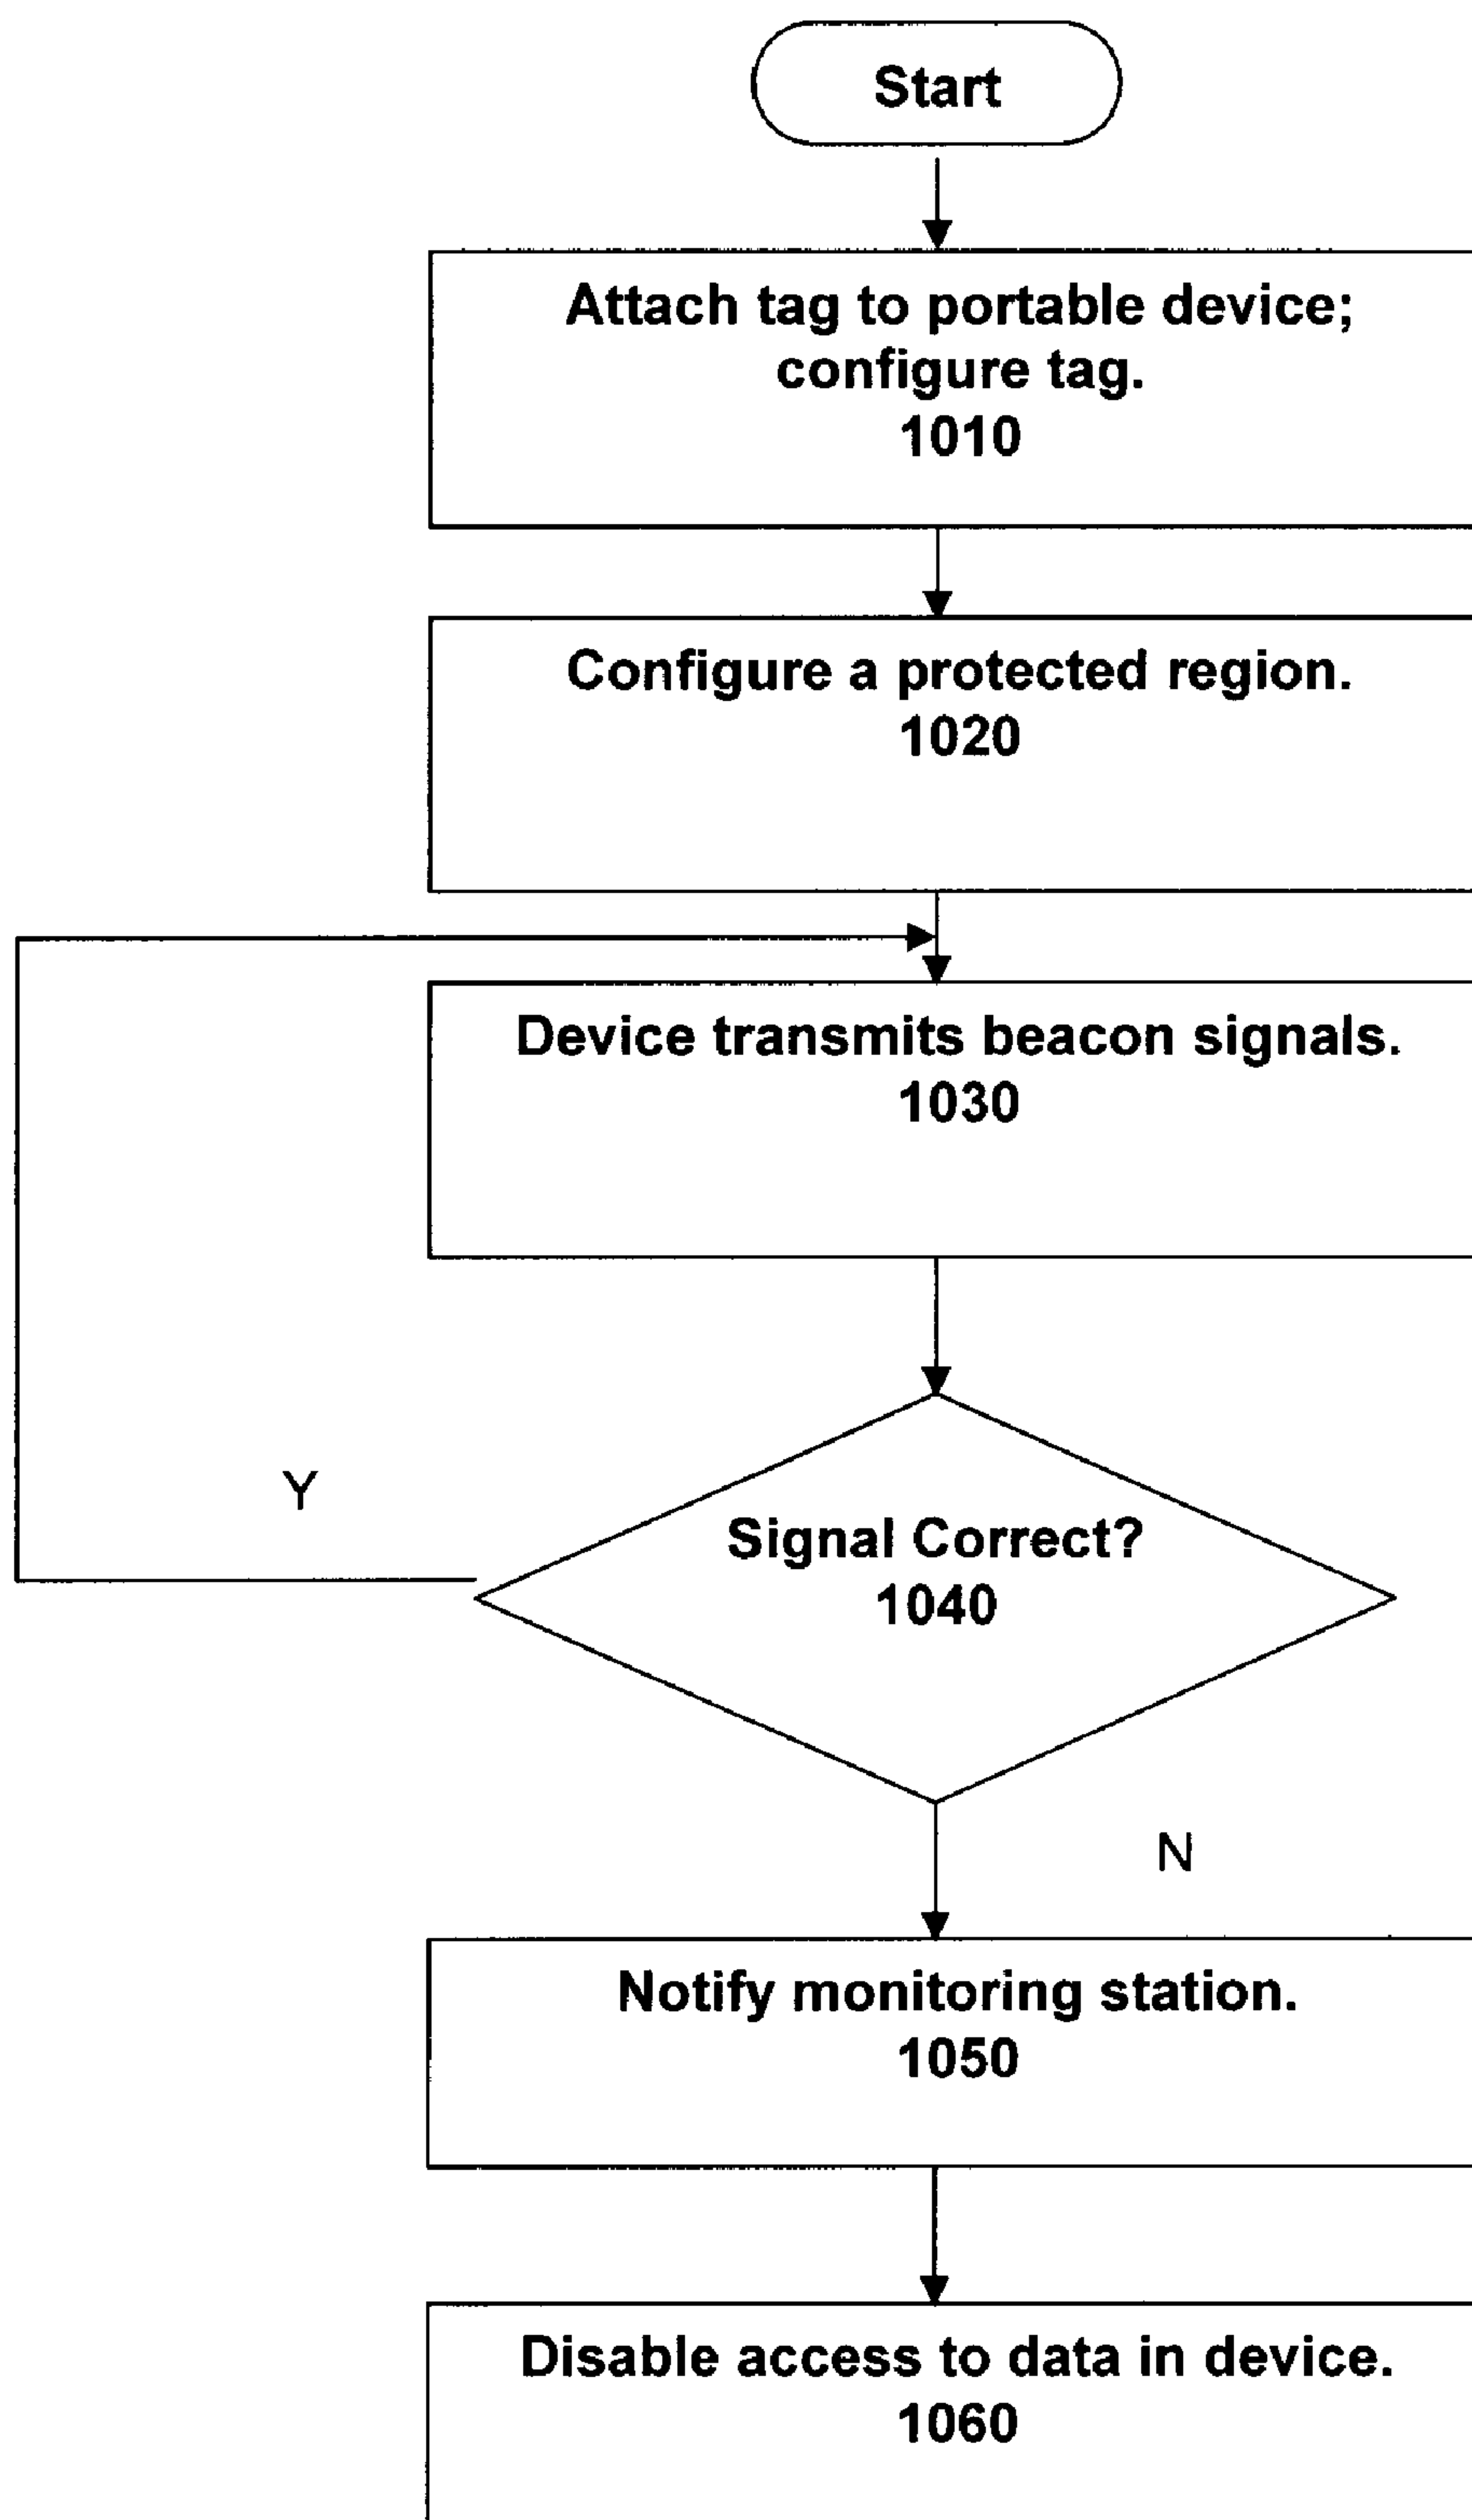 Start
Attach tag to portable device;
configure tag.
1010
Configure a protected region.
1020
Device transmits beacon signals.
1030
Y
Signal Correct?
1040
N
Notify monitoring station.
1050
Disable access to data in device.
1060